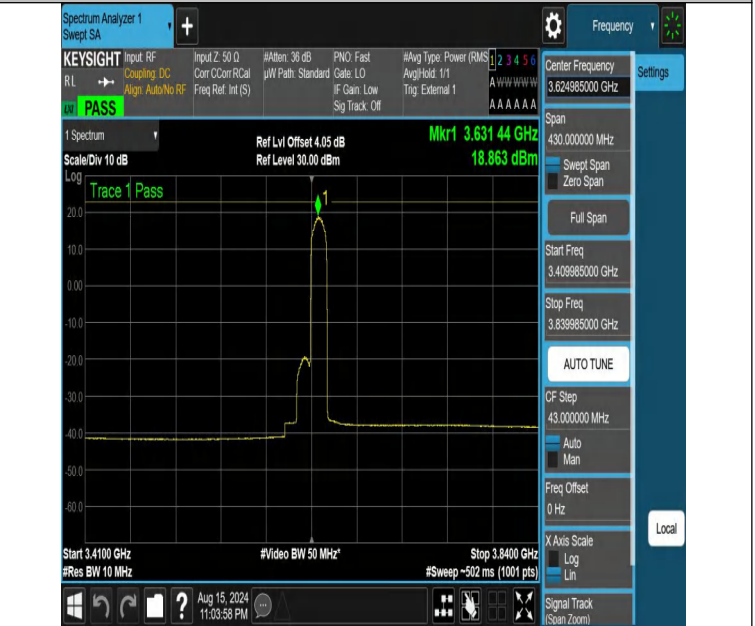 Spectrum Analyzer 1
Swept SA
+
Frequency
KEYSIGHT
RL
PASS
Input: RF
Coupling: DC
Align: Auto/No RF
Input Z: 50 Ω
Corr CCorr RCal
Freq Ref: Int (S)
#Atten: 36 dB
µW Path: Standard
PNO: Fast
Gate: LO
IF Gain: Low
Sig Track: Off
#Avg Type: Power (RMS
Avg|Hold: 1/1
Trig: External 1
1 2 3 4 5 6
A W W W W W
A A A A A A
Center Frequency
3.624985000 GHz
Settings
1 Spectrum
Scale/Div 10 dB
Ref Lvl Offset 4.05 dB
Ref Level 30.00 dBm
Mkr1 3.631 44 GHz
18.863 dBm
Span
430.000000 MHz
Swept Span
Zero Span
Full Span
Start Freq
3.409985000 GHz
Stop Freq
3.839985000 GHz
AUTO TUNE
CF Step
43.000000 MHz
Auto
Man
Freq Offset
0 Hz
X Axis Scale
Log
Lin
Signal Track
(Span Zoom)
Local
Log
Trace 1 Pass
1
20.0
10.0
0.00
-10.0
-20.0
-30.0
-40.0
-50.0
-60.0
Start 3.4100 GHz
#Res BW 10 MHz
#Video BW 50 MHz*
Stop 3.8400 GHz
#Sweep ~502 ms (1001 pts)
?
Aug 15, 2024
11:03:58 PM